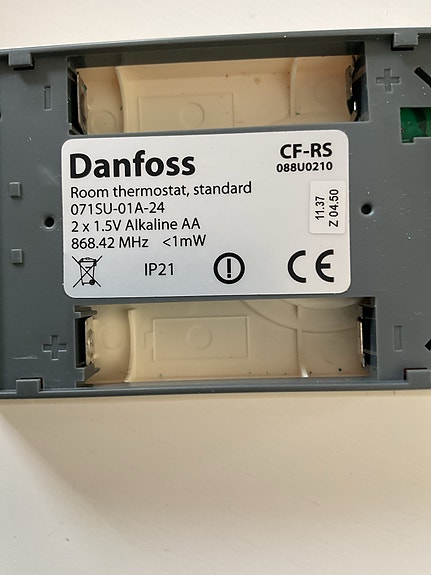 Danfoss
CF-RS
088U0210
Room thermostat, standard
071SU-01A-24
2 x 1.5V Alkaline AA
868.42 MHz <1mW
11.37
Z 04.50
IP21
CE